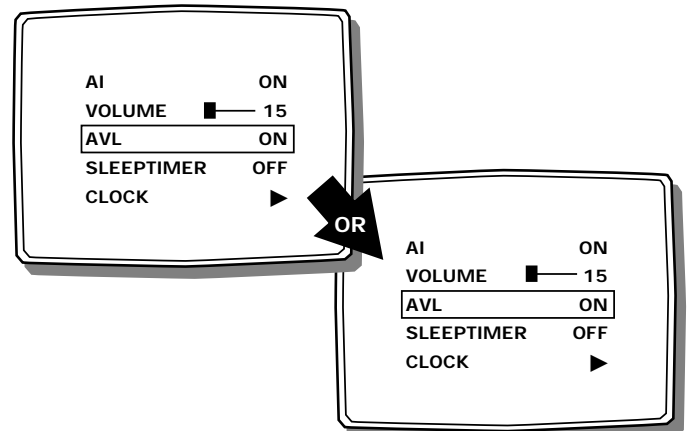 AI ON
VOLUME 15
AVL ON
SLEEPTIMER OFF
CLOCK
OR
AI ON
VOLUME 15
AVL ON
SLEEPTIMER OFF
CLOCK